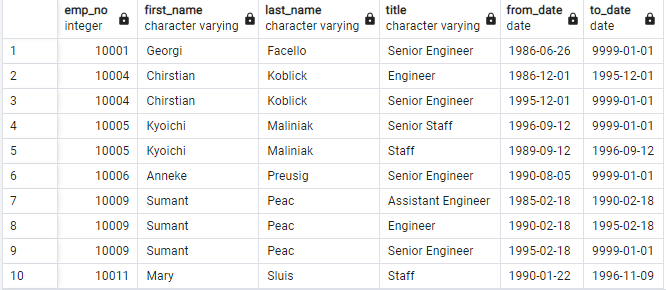 emp_no first_name last_name title from_date to_date
integer character varying character varying character varying date date
1 10001 Georgi Facello Senior Engineer 1986-06-26 9999-01-01
2 10004 Chirstian Koblick Engineer 1986-12-01 1995-12-01
3 10004 Chirstian Koblick Senior Engineer 1995-12-01 9999-01-01
4 10005 Kyoichi Maliniak Senior Staff 1996-09-12 9999-01-01
5 10005 Kyoichi Maliniak Staff 1989-09-12 1996-09-12
6 10006 Anneke Preusig Senior Engineer 1990-08-05 9999-01-01
7 10009 Sumant Peac Assistant Engineer 1985-02-18 1990-02-18
8 10009 Sumant Peac Engineer 1990-02-18 1995-02-18
9 10009 Sumant Peac Senior Engineer 1995-02-18 9999-01-01
10 10011 Mary Sluis Staff 1990-01-22 1996-11-09